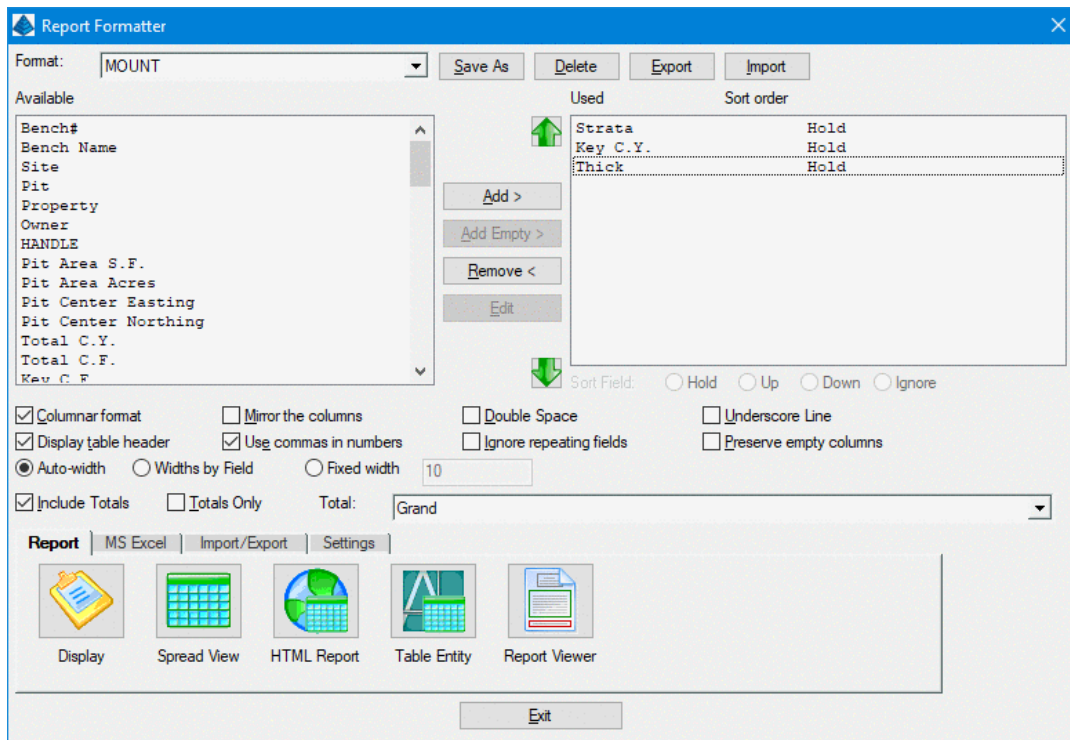 Report Formatter
Format: MOUNT Save As Delete Export Import
Available Used Sort order
Bench#
Bench Name
Site
Pit
Property
Owner
HANDLE
Pit Area S.F.
Pit Area Acres
Pit Center Easting
Pit Center Northing
Total C.Y.
Total C.F.
Key C.F.
Add >
Add Empty >
Remove <
Edit
Strata Hold
Key C.Y. Hold
Thick Hold
Sort Field: Hold Up Down Ignore
Columnar format Mirror the columns Double Space Underscore Line
Display table header Use commas in numbers Ignore repeating fields Preserve empty columns
Auto-width Widths by Field Fixed width 10
Include Totals Totals Only Total: Grand
Report MS Excel Import/Export Settings
Display Spread View HTML Report Table Entity Report Viewer
Exit